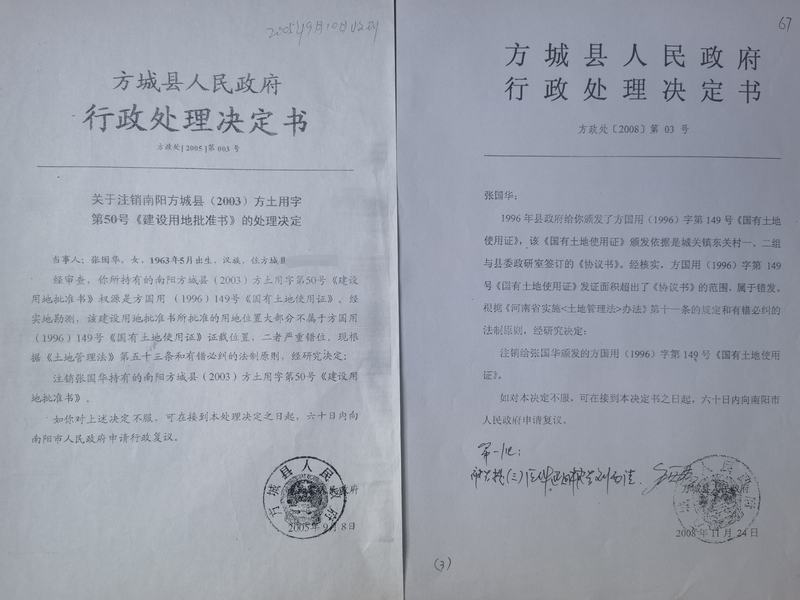 方城县人民政府
行政处理决定书
方政处[2005]第003号
关于注销南阳方城县（2003）方土用字
第50号《建设用地批准书》的处理决定
当事人：张国华，女，1963年5月出生，汉族，住方城
经审查，你所持有的南阳方城县（2003）方土用字第50号《建设
用地批准书》权源是方国用（1996）149号《国有土地使用证》。经
实地勘测，该建设用地批准书所批准的用地位置大部分不属于方国用
（1996）149号《国有土地使用证》证载位置，二者严重错位，现根
据《土地管理法》第五十三条和有错必纠的法制原则，经研究决定：
注销张国华持有的南阳方城县（2003）方土用字第50号《建设用
地批准书》。
如你对上述决定不服，可在接到本处理决定之日起，六十日内向
南阳市人民政府申请行政复议。
方城县人民政府
2005年9月8日
67
方城县人民政府
行政处理决定书
方政处〔2008〕第 03 号
张国华：
1996年县政府给你颁发了方国用（1996）字第149号《国有土地
使用证》，该《国有土地使用证》颁发依据是城关镇东关村一、二组
与县委政研室签订的《协议书》。经核实，方国用（1996）字第 149
号《国有土地使用证》发证面积超出了《协议书》的范围，属于错发。
根据《河南省实施<土地管理法>办法》第十一条的规定和有错必纠的
法制原则，经研究决定：
注销给张国华颁发的方国用（1996）字第 149 号《国有土地使用
证》。
如对本决定不服，可在接到本决定书之日起，六十日内向南阳市
人民政府申请复议。
方城县人民政府
2008年11月24日
(3)